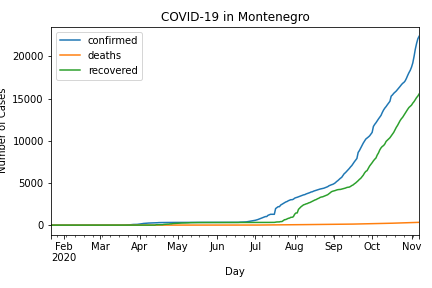 COVID-19 in Montenegro
confirmed
deaths
recovered
20000
15000
10000
5000
0
Number of Cases
Feb Mar Apr May Jun Jul Aug Sep Oct Nov
2020
Day